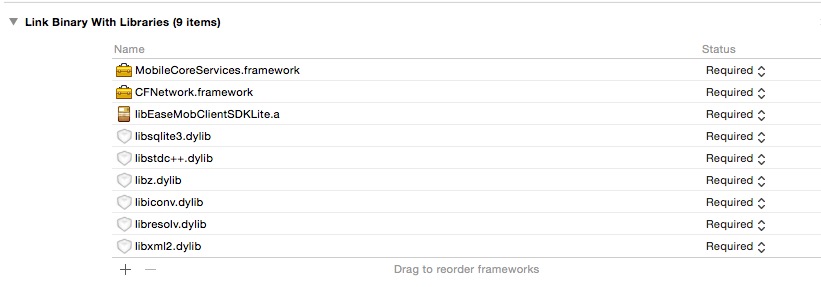 Link Binary With Libraries (9 items)
Name Status
MobileCoreServices.framework Required
CFNetwork.framework Required
libEaseMobClientSDKLite.a Required
libsqlite3.dylib Required
libstdc++.dylib Required
libz.dylib Required
libiconv.dylib Required
libresolv.dylib Required
libxml2.dylib Required
+ − Drag to reorder frameworks